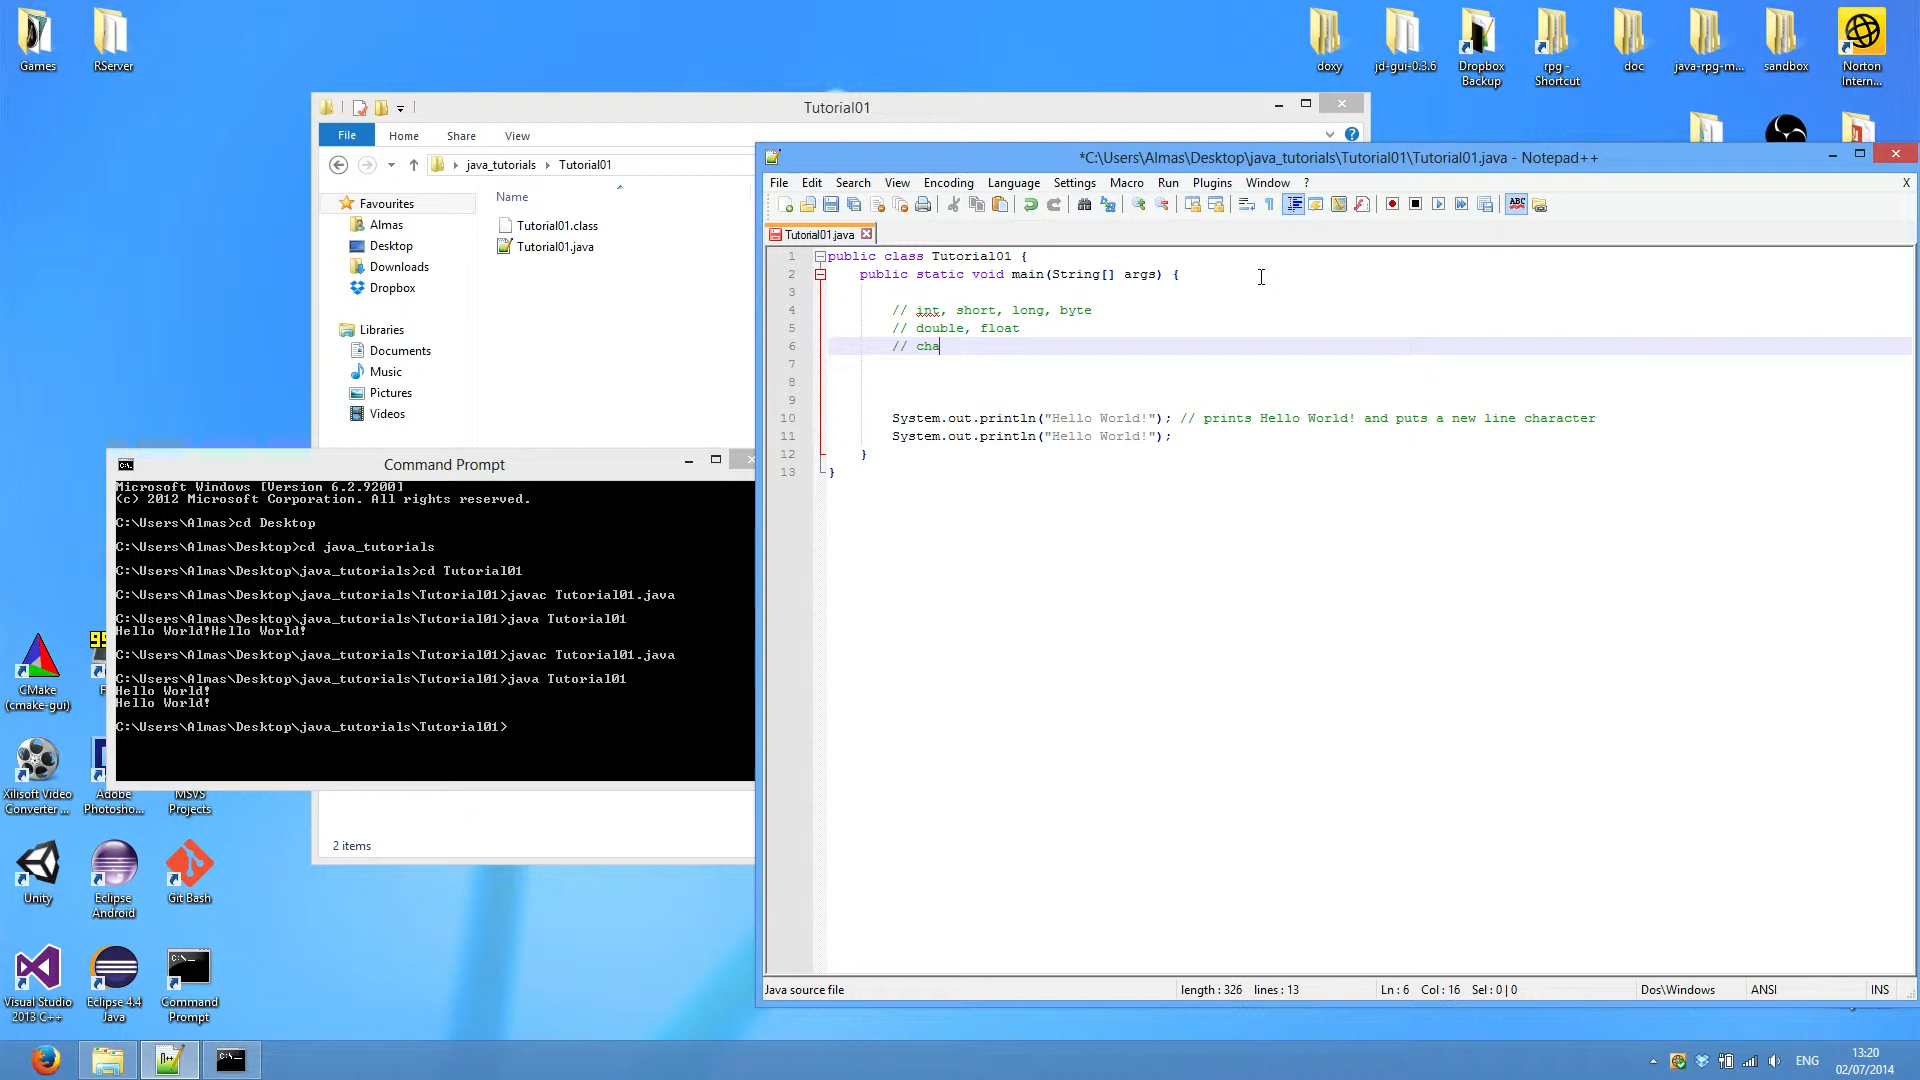 Games
RServer
doxy
jd-gui-0.3.6
Dropbox
Backup
rpg -
Shortcut
doc
java-rpg-m...
sandbox
Norton
Intern...
Tutorial01
File Home Share View
java_tutorials Tutorial01
Name
Favourites
Almas
Desktop
Downloads
Dropbox
Libraries
Documents
Music
Pictures
Videos
Tutorial01.class
Tutorial01.java
2 items
*C:\Users\Almas\Desktop\java_tutorials\Tutorial01\Tutorial01.java - Notepad++
File Edit Search View Encoding Language Settings Macro Run Plugins Window ? X
ABC
Tutorial01.java
1 public class Tutorial01 {
2 public static void main(String[] args) {
3
4 // int, short, long, byte
5 // double, float
6 // cha
7
8
9
10 System.out.println("Hello World!"); // prints Hello World! and puts a new line character
11 System.out.println("Hello World!");
12 }
13 }
Java source file length : 326 lines : 13 Ln : 6 Col : 16 Sel : 0 | 0 Dos\Windows ANSI INS
Command Prompt
Microsoft Windows [Version 6.2.9200]
(c) 2012 Microsoft Corporation. All rights reserved.
C:\Users\Almas>cd Desktop
C:\Users\Almas\Desktop>cd java_tutorials
C:\Users\Almas\Desktop\java_tutorials>cd Tutorial01
C:\Users\Almas\Desktop\java_tutorials\Tutorial01>javac Tutorial01.java
C:\Users\Almas\Desktop\java_tutorials\Tutorial01>java Tutorial01
Hello World!Hello World!
C:\Users\Almas\Desktop\java_tutorials\Tutorial01>javac Tutorial01.java
C:\Users\Almas\Desktop\java_tutorials\Tutorial01>java Tutorial01
Hello World!
Hello World!
C:\Users\Almas\Desktop\java_tutorials\Tutorial01>
CMake
(cmake-gui)
Xilisoft Video
Converter ...
Adobe
Photosho...
MSVS
Projects
Unity
Eclipse
Android
Git Bash
Visual Studio
2013 C++
Eclipse 4.4
Java
Command
Prompt
ENG
13:20
02/07/2014